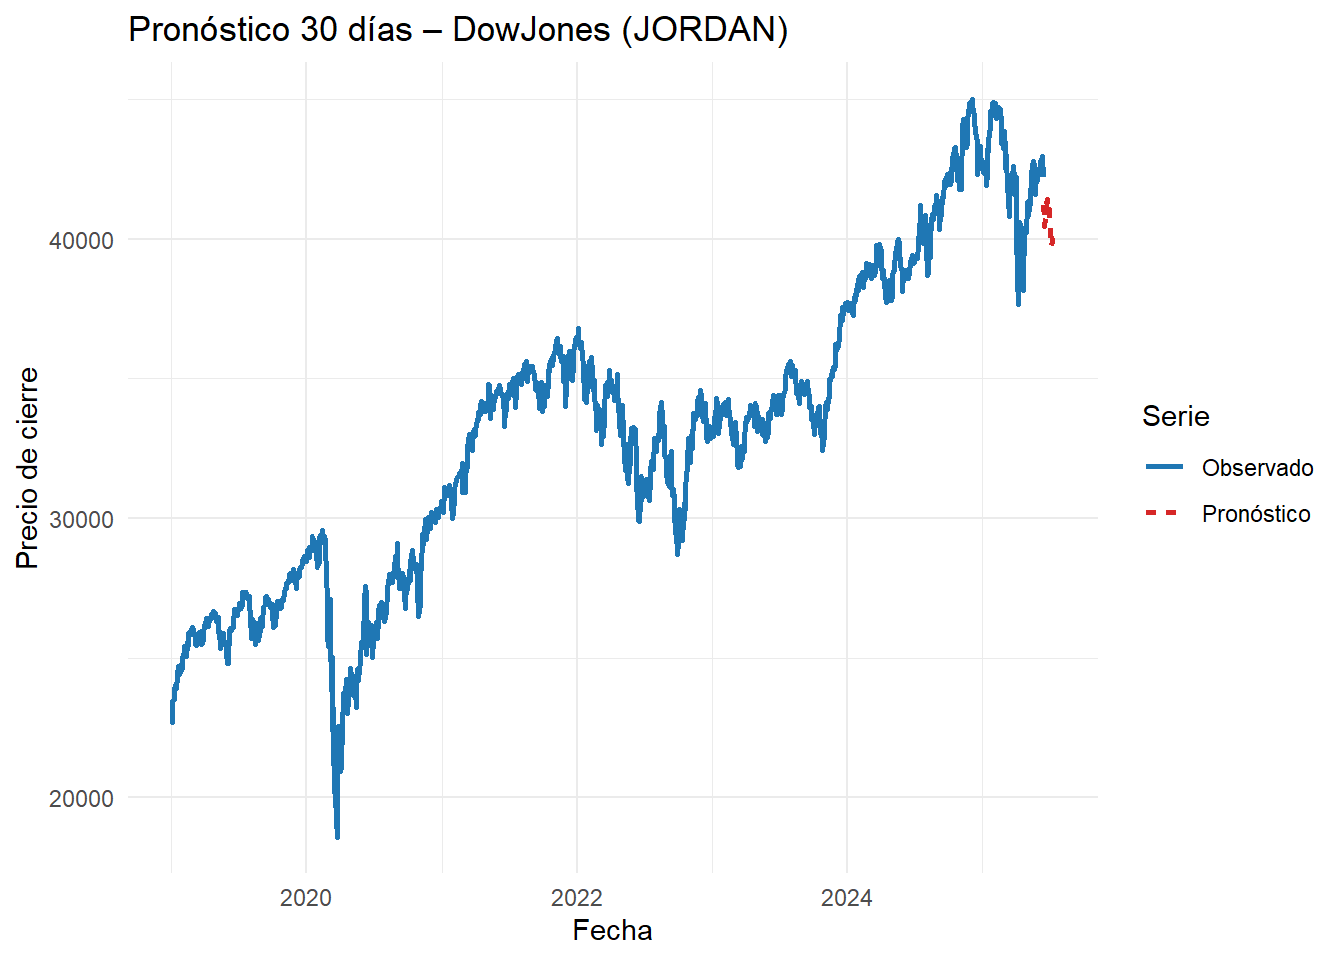 Pronóstico 30 días – DowJones (JORDAN)
Precio de cierre
40000
30000
20000
2020
2022
2024
Fecha
Serie
Observado
Pronóstico